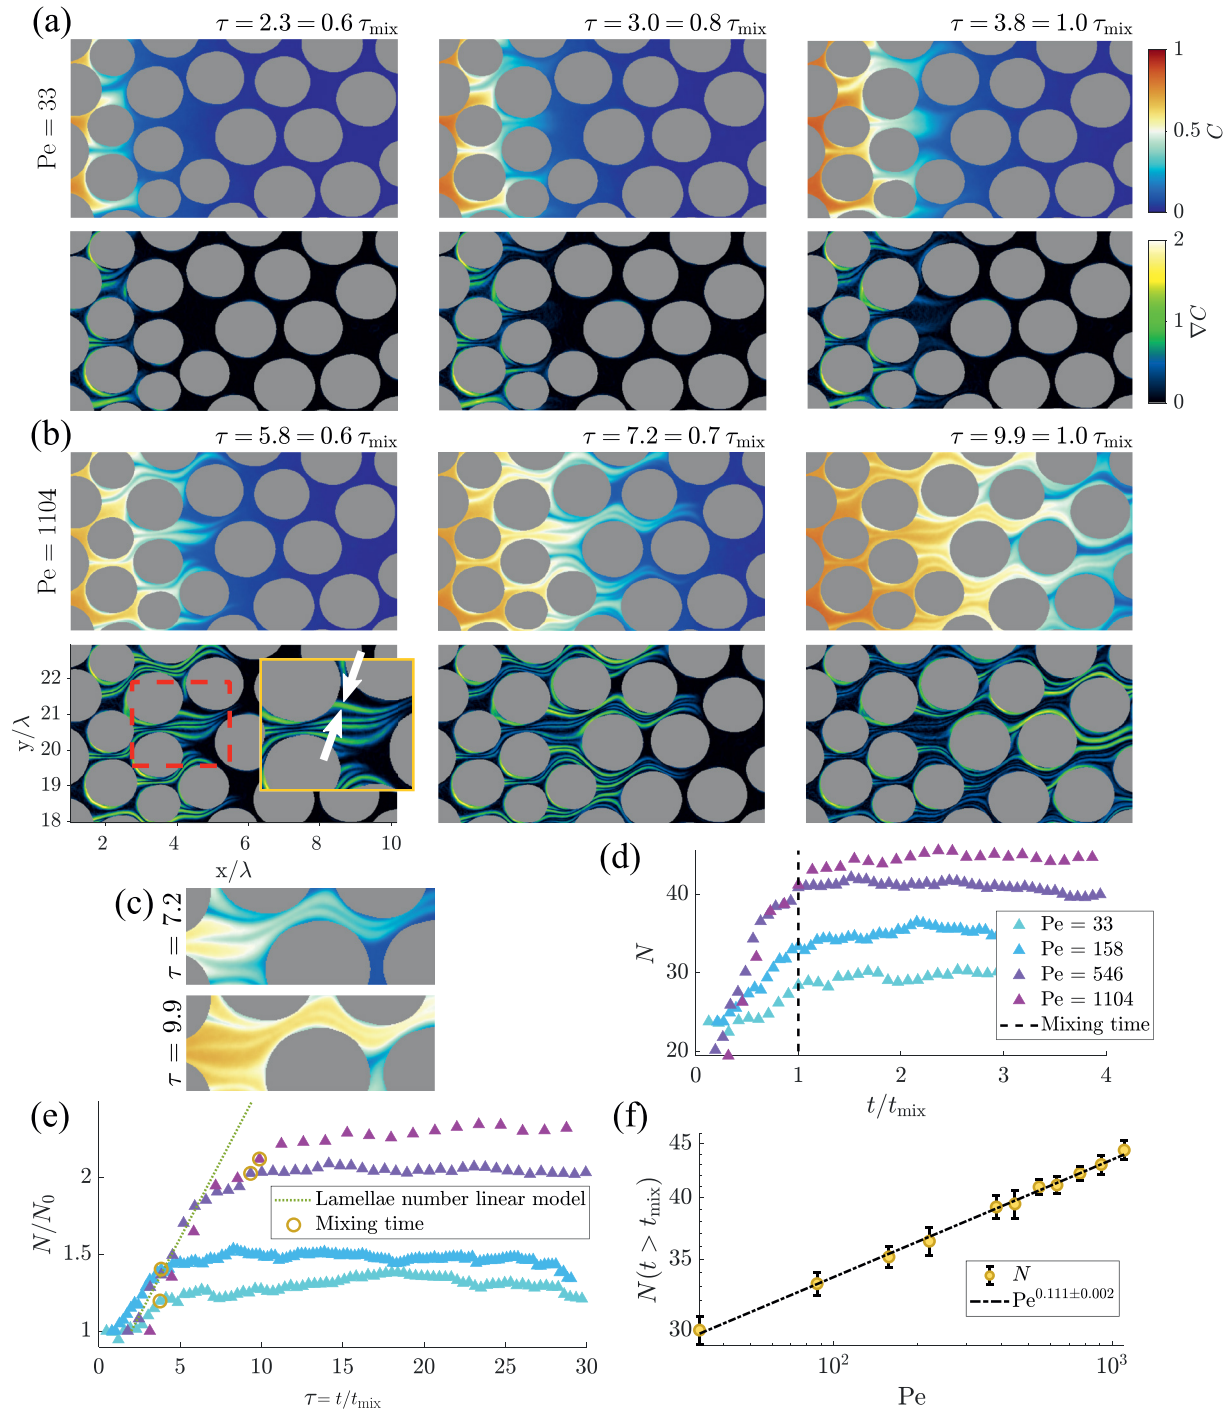 (a)
τ = 2.3 = 0.6 τmix
3.0 = 0.8 τmix
τ = 3.8 = 1.0 τmix
Pe = 33
1
0.5
0
C
2
1
0
∇C
(b)
τ = 5.8 = 0.6 τmix
τ = 7.2 = 0.7 τmix
τ = 9.9 = 1.0 τmix
Pe = 1104
22
21
20
19
18
y/λ
2
4
6
8
10
x/λ
(c)
τ = 7.2
τ = 9.9
(d)
40
30
20
N
0
1
2
3
4
t/tmix
Pe = 33
Pe = 158
Pe = 546
Pe = 1104
Mixing time
(e)
2
1.5
1
N/N0
0
5
10
15
20
25
30
τ = t/tmix
Lamellae number linear model
Mixing time
(f)
45
40
35
30
N(t > tmix)
10²
10³
Pe
N
Pe^0.111±0.002